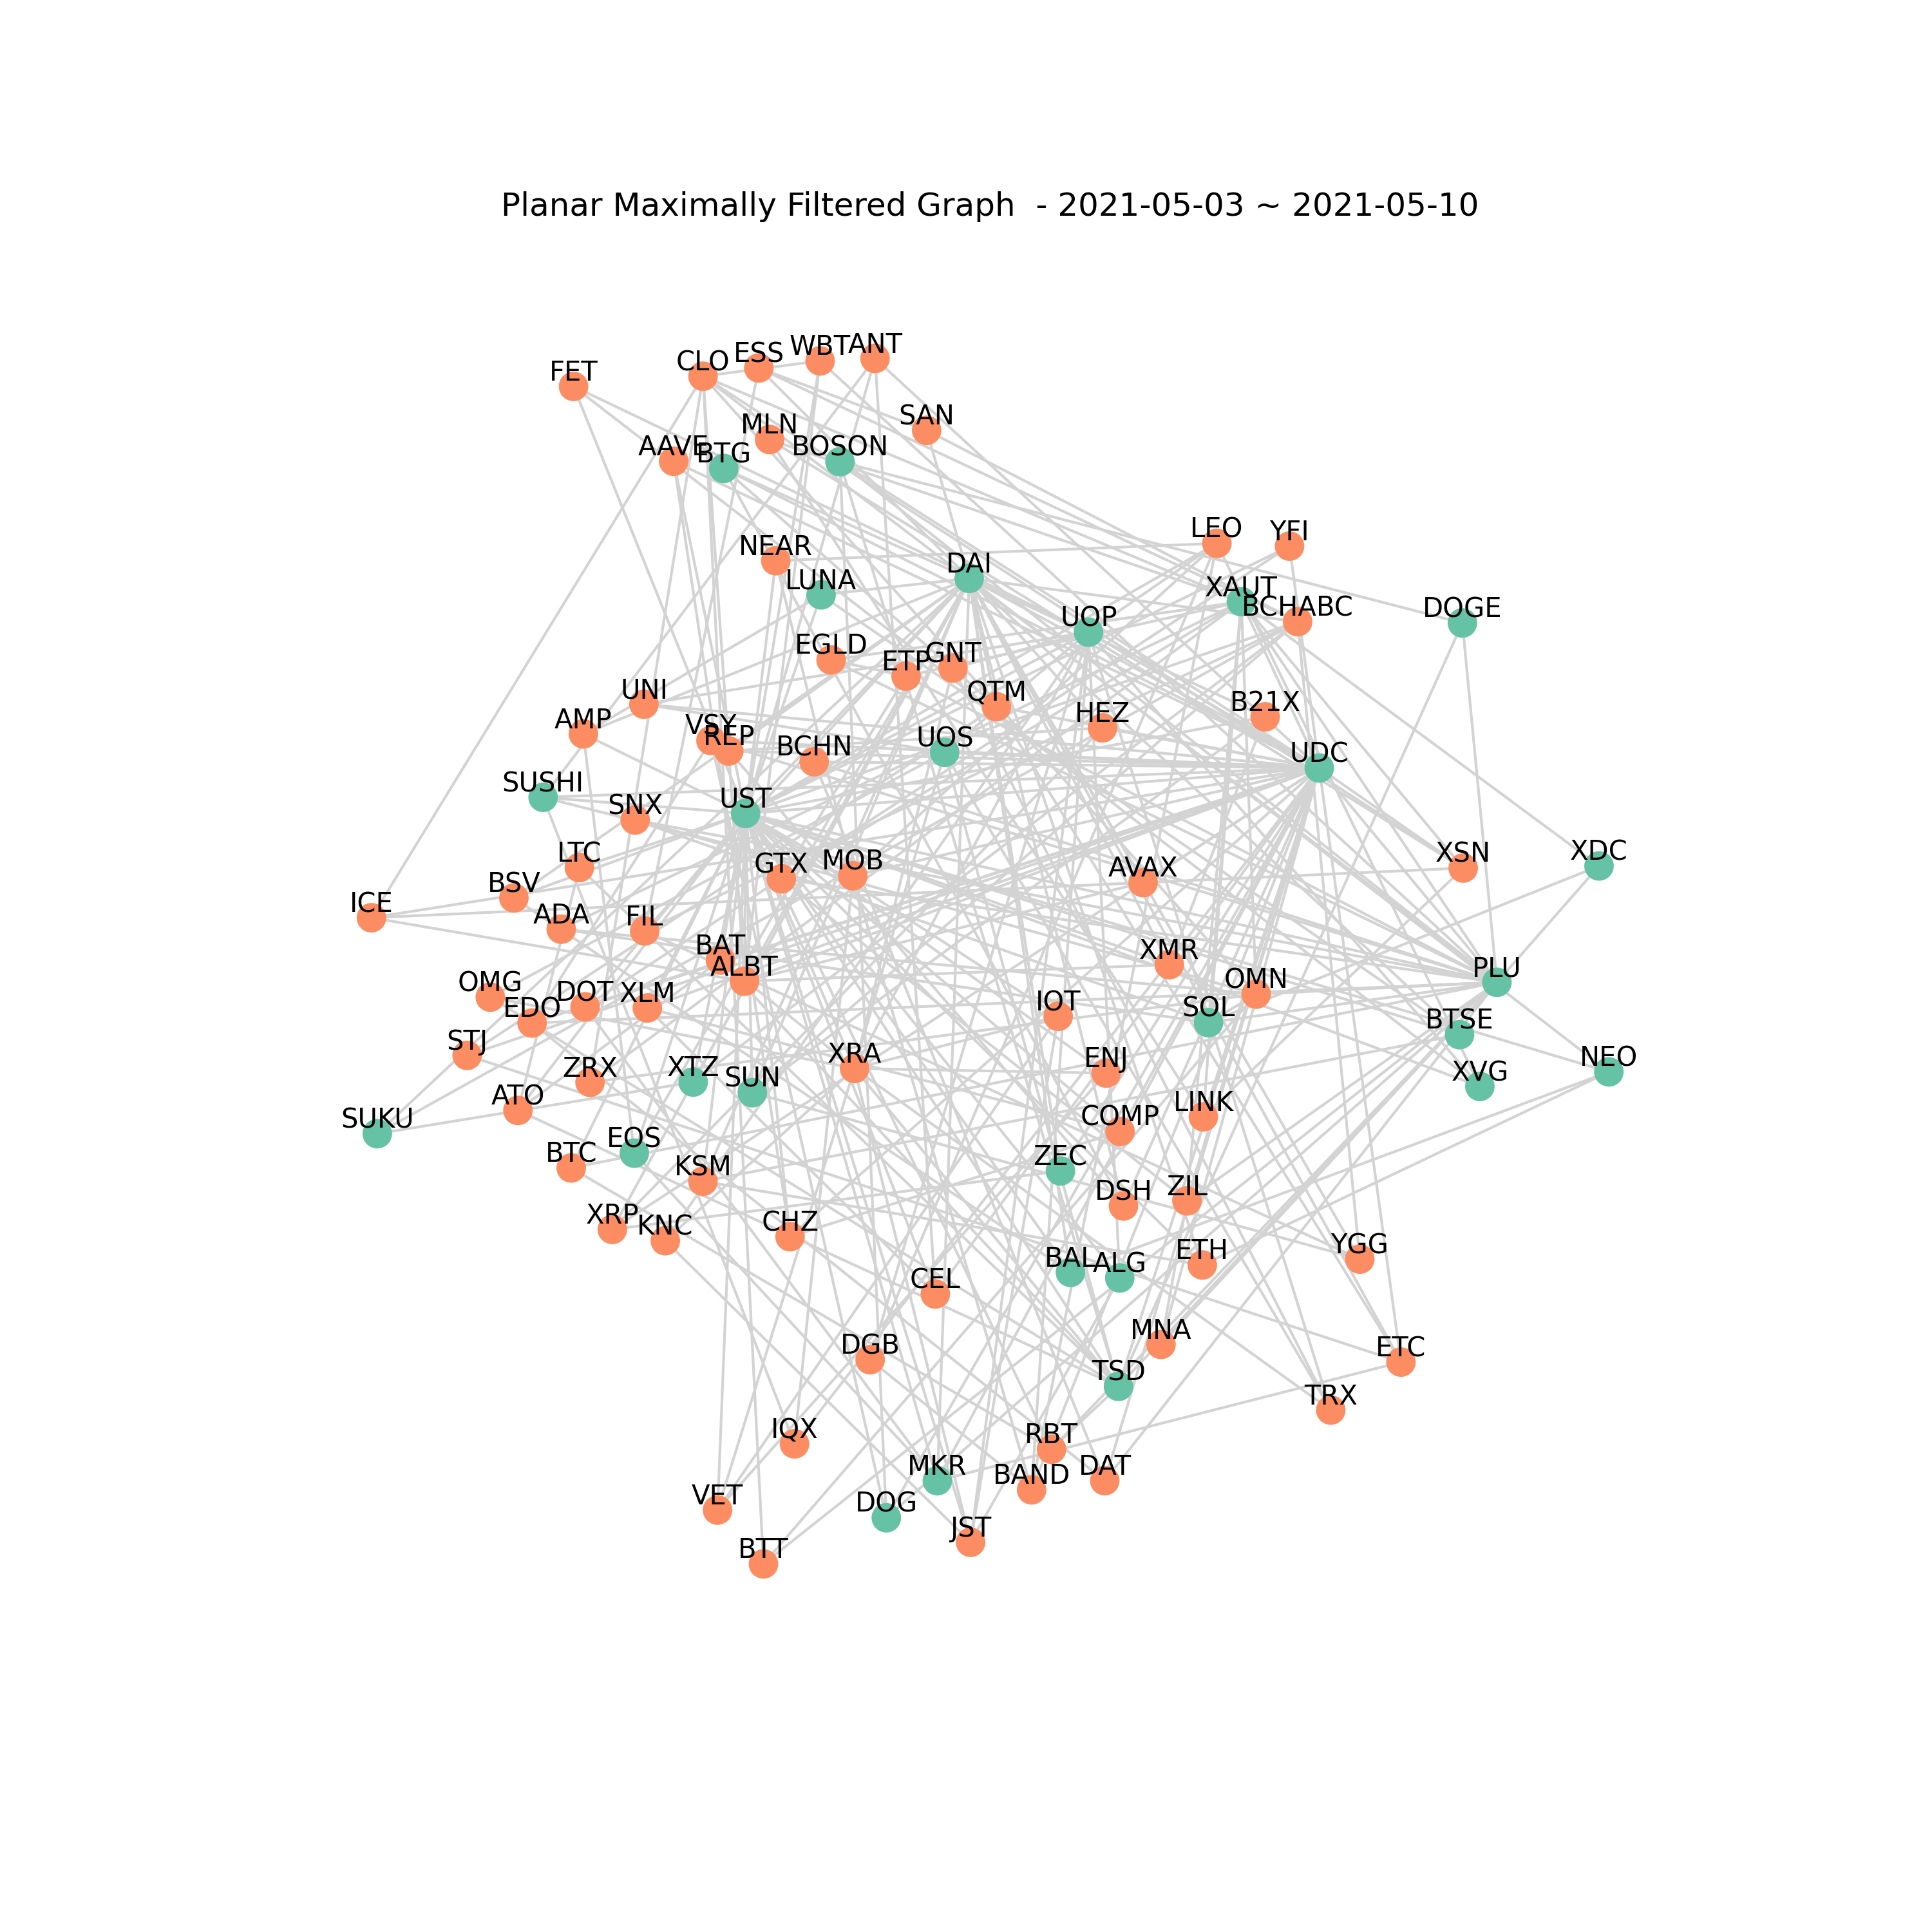 Planar Maximally Filtered Graph - 2021-05-03 ~ 2021-05-10
FET
CLO
ESS
WBT
ANT
SAN
MLN
AAVE
BTG
BOSON
LEO
YFI
NEAR
LUNA
DAI
XAUT
BCHABC
DOGE
UOP
EGLD
ETP
GNT
UNI
QTM
B21X
AMP
VSY
REP
HEZ
BCHN
UOS
UDC
SUSHI
SNX
UST
LTC
GTX
MOB
AVAX
XSN
XDC
BSV
ICE
ADA
FIL
BAT
ALBT
XMR
OMN
PLU
OMG
EDO
DOT
XLM
IOT
SOL
BTSE
STJ
ZRX
XTZ
SUN
XRA
ENJ
NEO
XVG
ATO
SUKU
COMP
LINK
BTC
EOS
KSM
ZEC
DSH
ZIL
XRP
KNC
CHZ
BAL
ALG
ETH
YGG
CEL
DGB
MNA
ETC
TSD
TRX
IQX
RBT
MKR
BAND
DAT
VET
DOG
JST
BTT